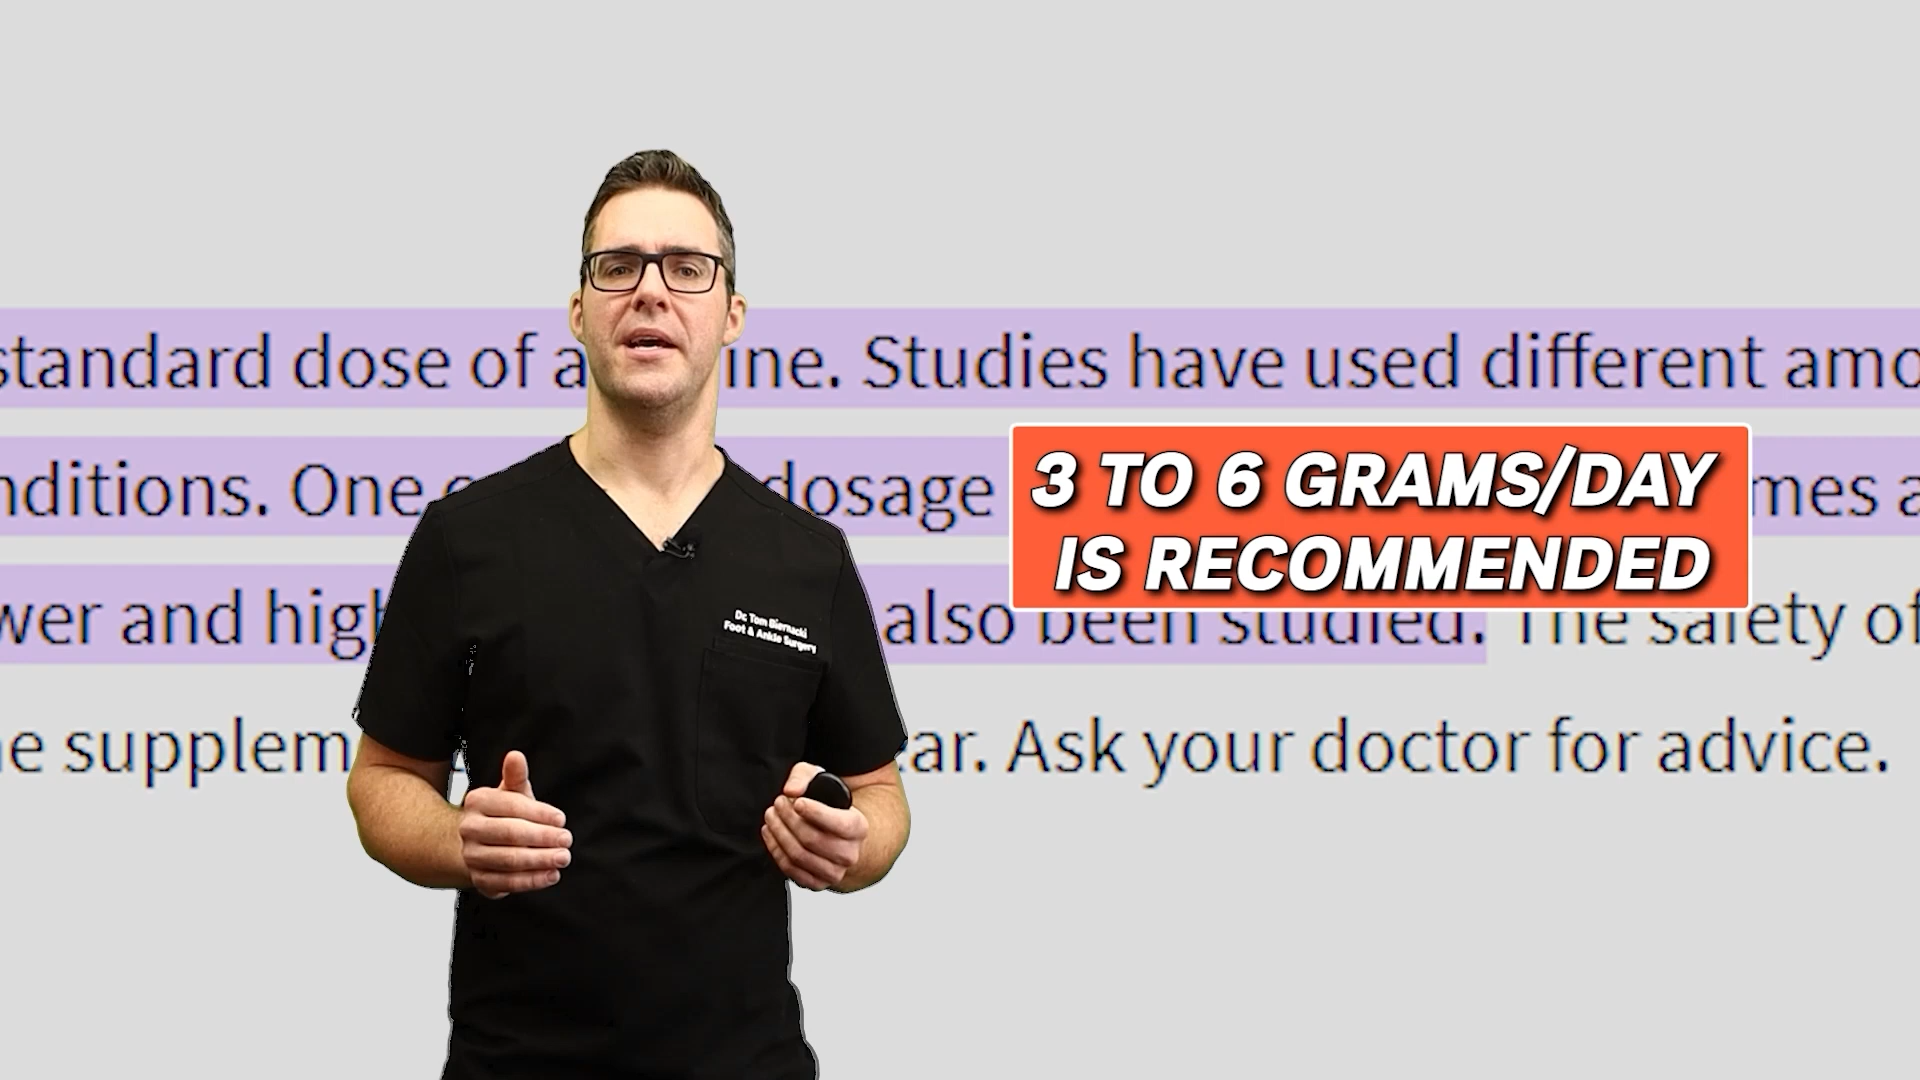 standard dose of a ine. Studies have used different amo
nditions. One dosage mes a
3 TO 6 GRAMS/DAY
IS RECOMMENDED
wer and high also been studied. The safety of
Dr. Tom Biernacki
Foot & Ankle Surgery
e supplem ear. Ask your doctor for advice.